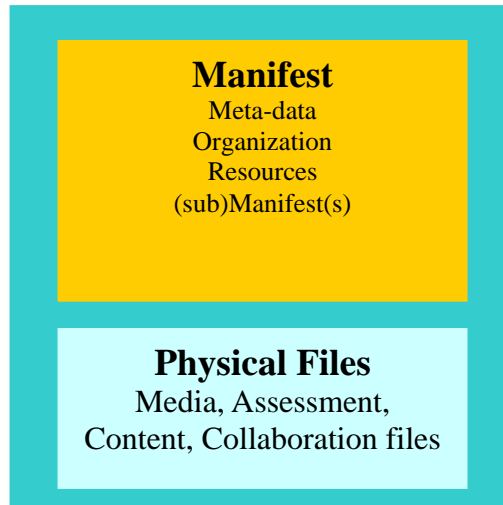 Manifest
Meta-data
Organization
Resources
(sub)Manifest(s)
Physical Files
Media, Assessment,
Content, Collaboration files